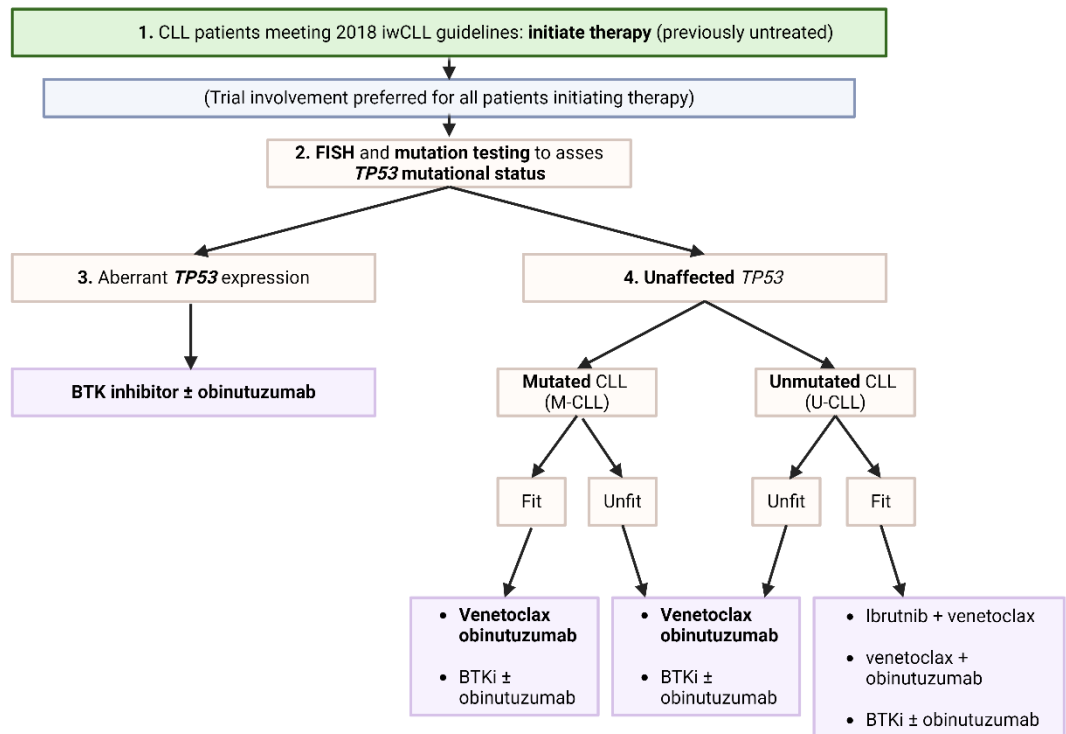 1. CLL patients meeting 2018 iwCLL guidelines: initiate therapy (previously untreated)
(Trial involvement preferred for all patients initiating therapy)
2. FISH and mutation testing to asses
TP53 mutational status
3. Aberrant TP53 expression
4. Unaffected TP53
BTK inhibitor ± obinutuzumab
Mutated CLL
(M-CLL)
Unmutated CLL
(U-CLL)
Fit
Unfit
Unfit
Fit
• Venetoclax
obinutuzumab
• BTKi ±
obinutuzumab
• Venetoclax
obinutuzumab
• BTKi ±
obinutuzumab
• Ibrutnib + venetoclax
• venetoclax +
obinutuzumab
• BTKi ± obinutuzumab